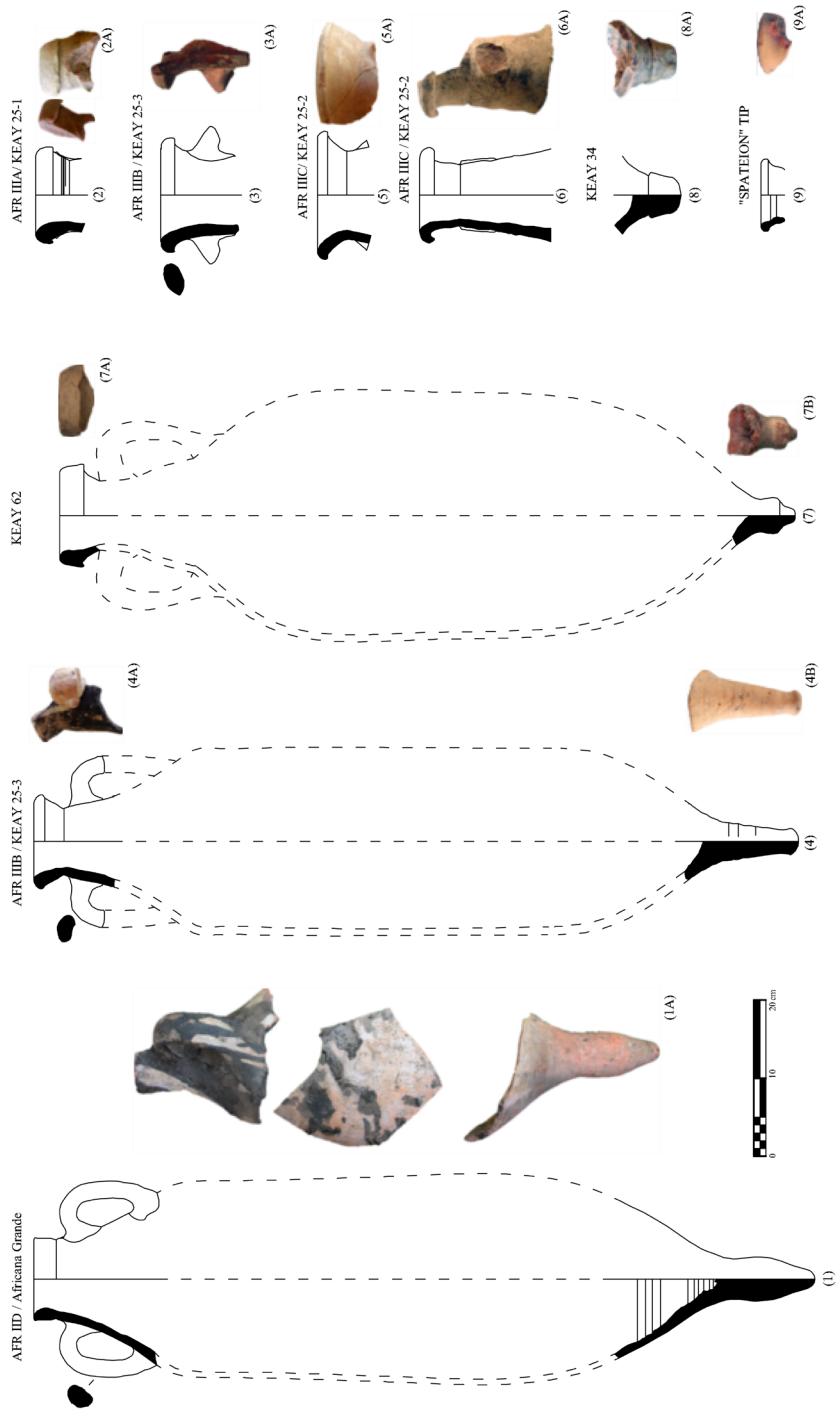 AFR IID / Africana Grande
(1)
(1A)
0
10
20 cm
AFR IIIB / KEAY 25-3
(4A)
(4)
(4B)
KEAY 62
(7A)
(7)
(7B)
AFR IIIA/ KEAY 25-1
(2)
(2A)
AFR IIIB / KEAY 25-3
(3)
(3A)
AFR IIIC/ KEAY 25-2
(5)
(5A)
AFR IIIC / KEAY 25-2
(6)
(6A)
KEAY 34
(8)
(8A)
"SPATEION" TIP
(9)
(9A)